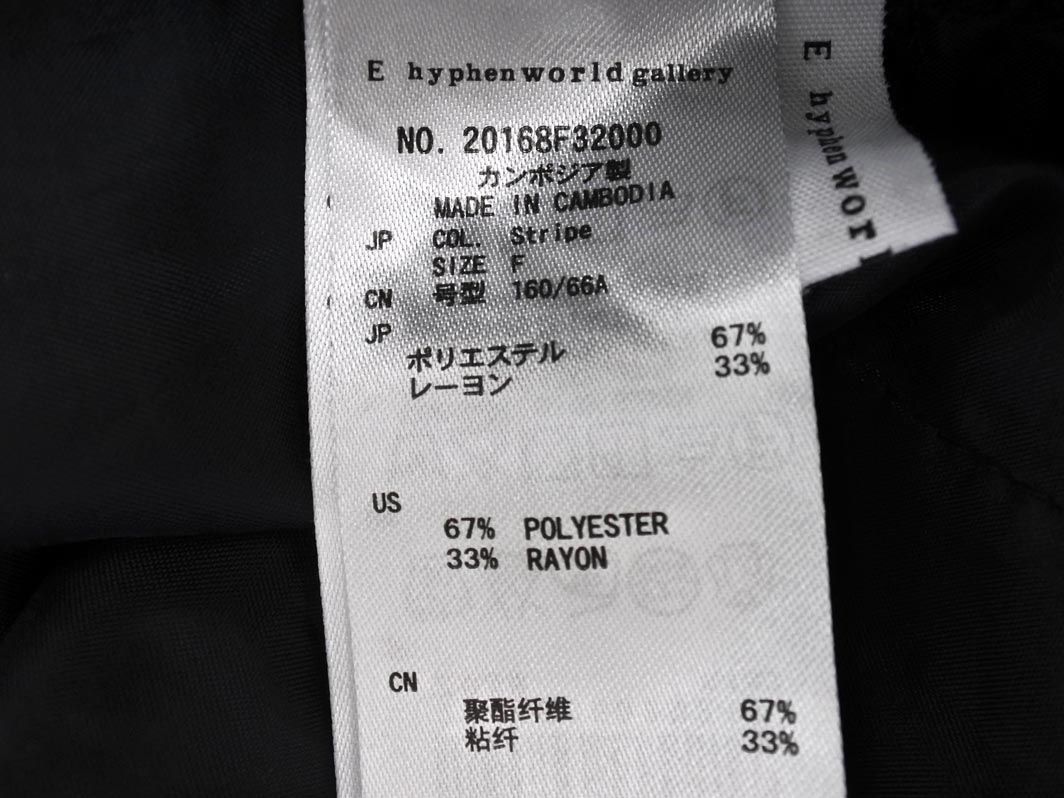 E hyphen world gallery
NO. 20168F32000
カンボジア製
MADE IN CAMBODIA
JP COL. Stripe
SIZE F
CN 号型 160/66A
JP
ポリエステル 67%
レーヨン 33%
US
67% POLYESTER
33% RAYON
CN
聚酯纤维 67%
粘纤 33%
E hyphen worl